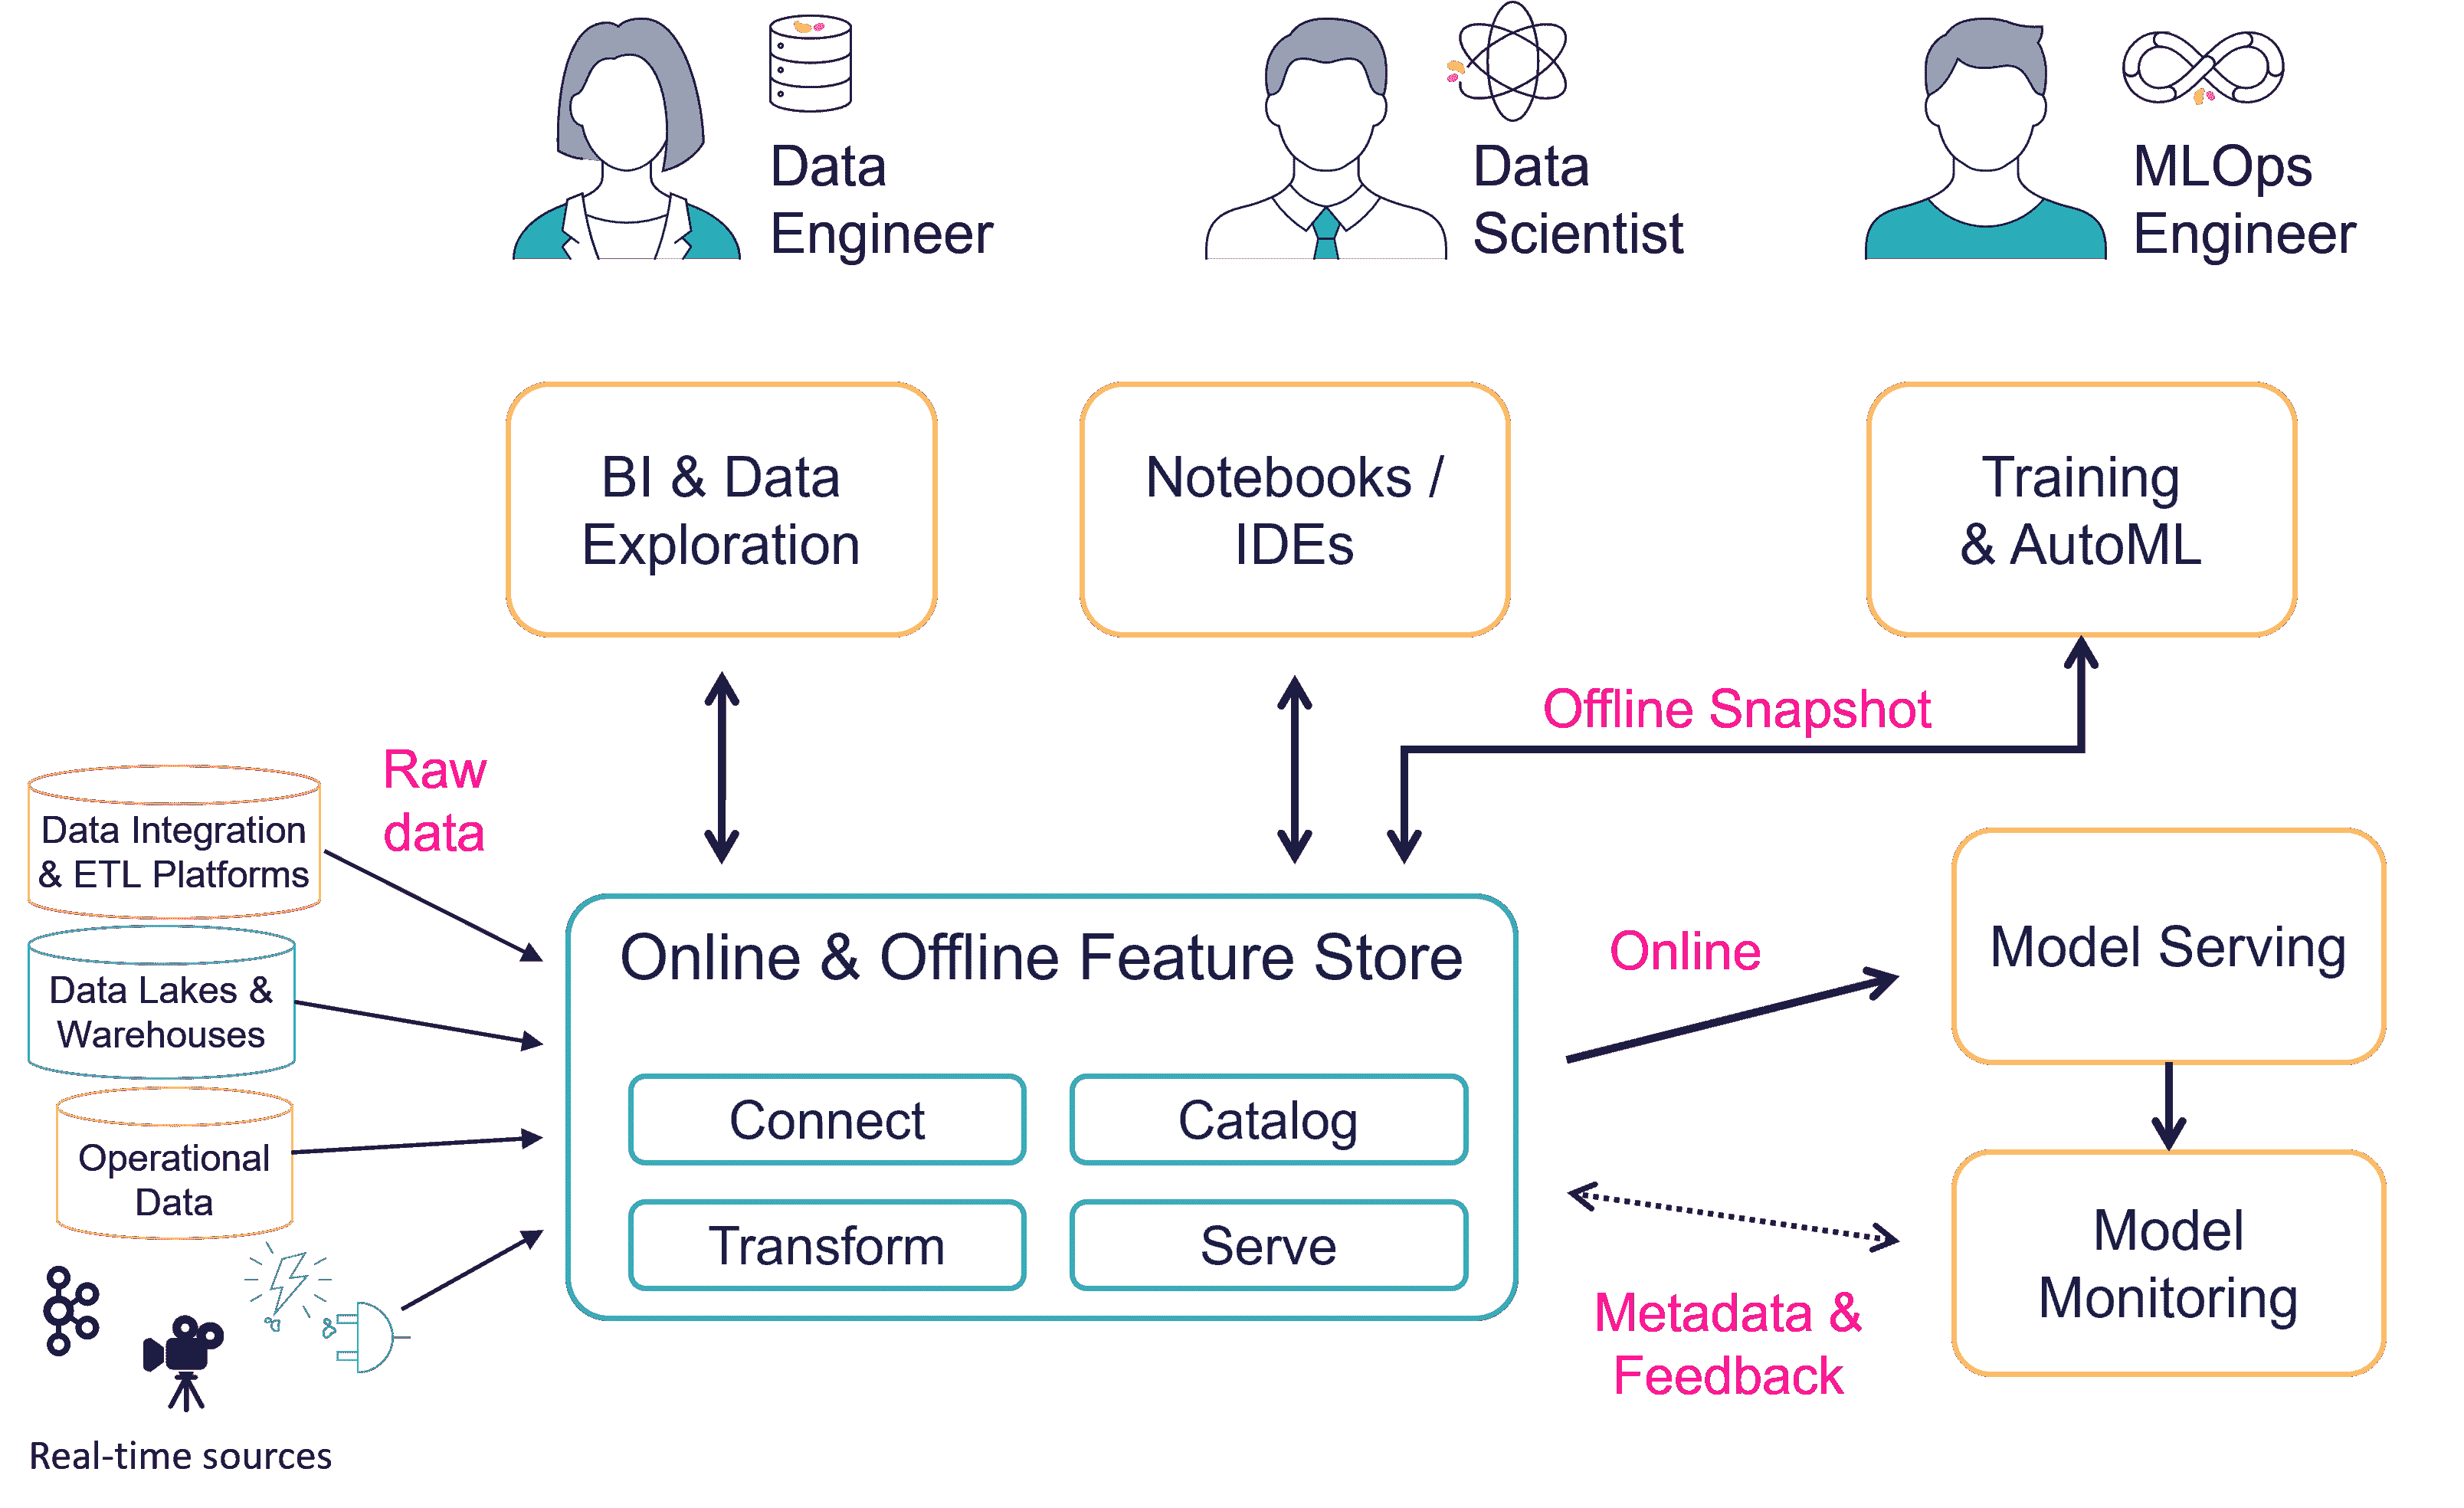 Data
Engineer
Data
Scientist
MLOps
Engineer
BI & Data
Exploration
Notebooks /
IDEs
Training
& AutoML
Offline Snapshot
Raw
data
Data Integration
& ETL Platforms
Data Lakes &
Warehouses
Operational
Data
Real-time sources
Online & Offline Feature Store
Connect
Catalog
Transform
Serve
Online
Model Serving
Metadata &
Feedback
Model
Monitoring